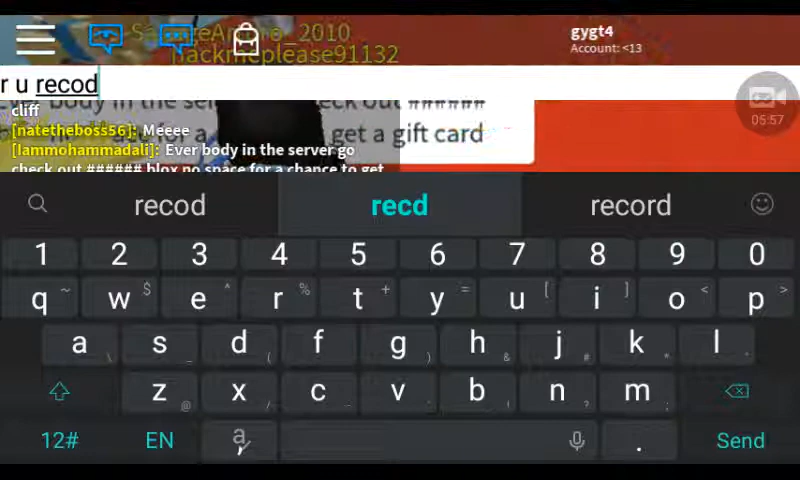 gygt4
hackmeplease91132
Account: <13
r u recod
05:57
cliff
get a gift card
[natetheboss56]: Meeee
[Iammohammadali]: Ever body in the server go
check out ###### blox no space for a chance to get
recod recd record
1 2 3 4 5 6 7 8 9 0
q ~ w $ e ^ r % t + y = u [ i ] o < p >
a \ s _ d ( f g ) h & j # k * l
z @ x / c v b ! n ? m ;
12# EN a , . Send